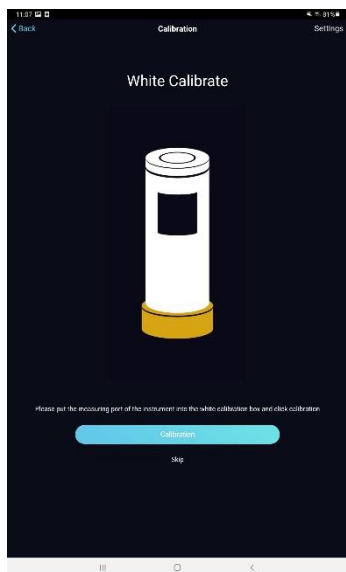 11:07 81%
Back Calibration Settings
White Calibrate
Please put the measuring port of the instrument into the white calibration box and click calibration
Calibration
Skip